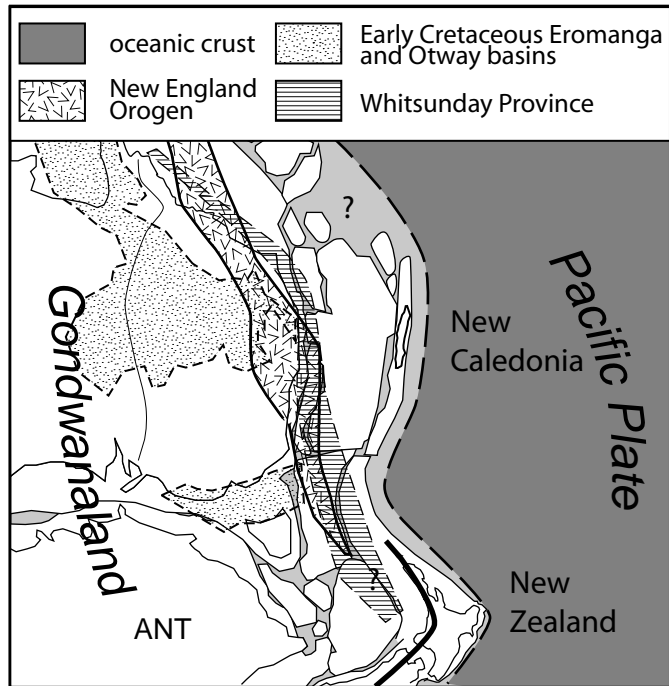 oceanic crust
Early Cretaceous Eromanga
and Otway basins
New England
Orogen
Whitsunday Province
?
Gondwanaland
Pacific Plate
New
Caledonia
?
New
Zealand
ANT